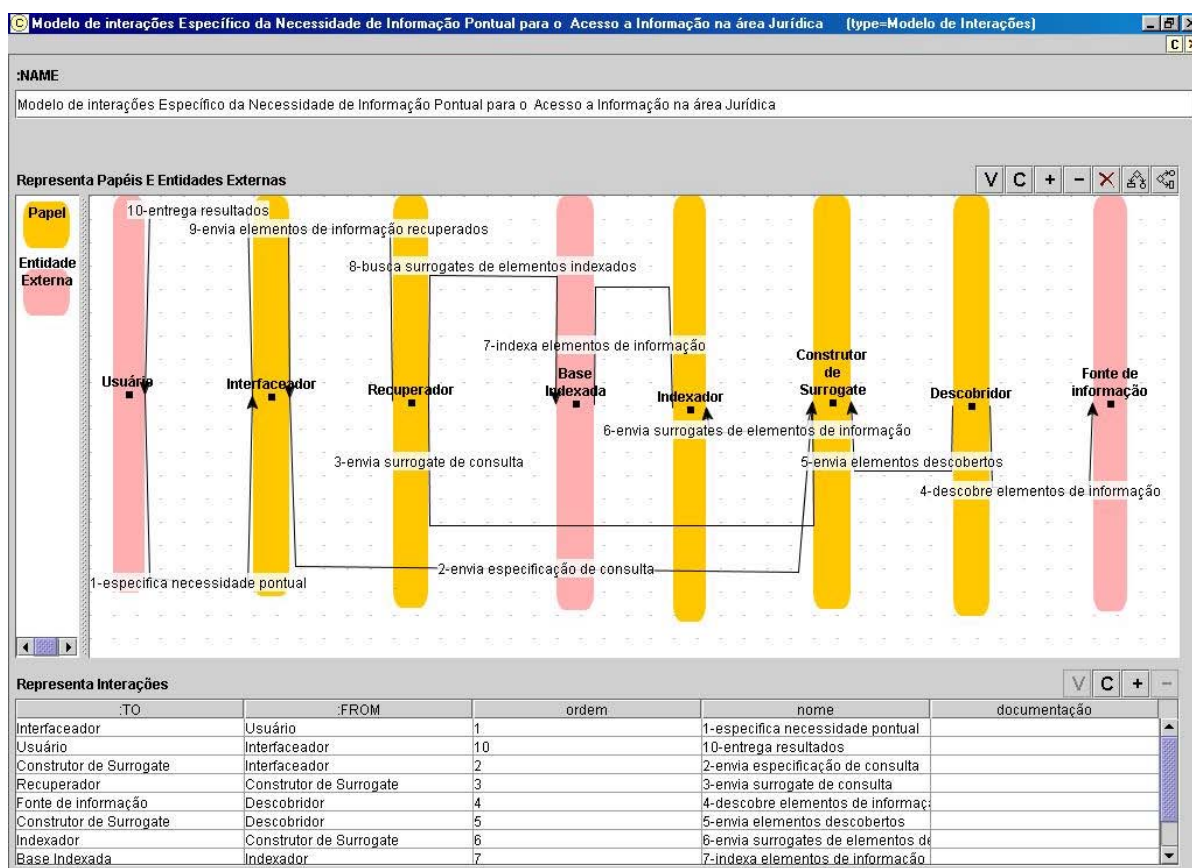 C Modelo de interações Específico da Necessidade de Informação Pontual para o Acesso a Informação na área Jurídica (type=Modelo de Interações)
C X
:NAME
Modelo de interações Específico da Necessidade de Informação Pontual para o Acesso a Informação na área Jurídica
Representa Papéis E Entidades Externas
V C + -
Papel
Entidade
Externa
10-entrega resultados
9-envia elementos de informação recuperados
8-busca surrogates de elementos indexados
7-indexa elementos de informação
Usuário
Interfaceador
Recuperador
Base
Indexada
Indexador
Construtor
de
Surrogate
Descobridor
Fonte de
informação
6-envia surrogates de elementos de informação
3-envia surrogate de consulta
5-envia elementos descobertos
4-descobre elementos de informação
2-envia especificação de consulta
1-especifica necessidade pontual
Representa Interações
V C + -
:TO :FROM ordem nome documentação
Interfaceador Usuário 1 1-especifica necessidade pontual
Usuário Interfaceador 10 10-entrega resultados
Construtor de Surrogate Interfaceador 2 2-envia especificação de consulta
Recuperador Construtor de Surrogate 3 3-envia surrogate de consulta
Fonte de informação Descobridor 4 4-descobre elementos de informaç
Construtor de Surrogate Descobridor 5 5-envia elementos descobertos
Indexador Construtor de Surrogate 6 6-envia surrogates de elementos de
Base Indexada Indexador 7 7-indexa elementos de informação